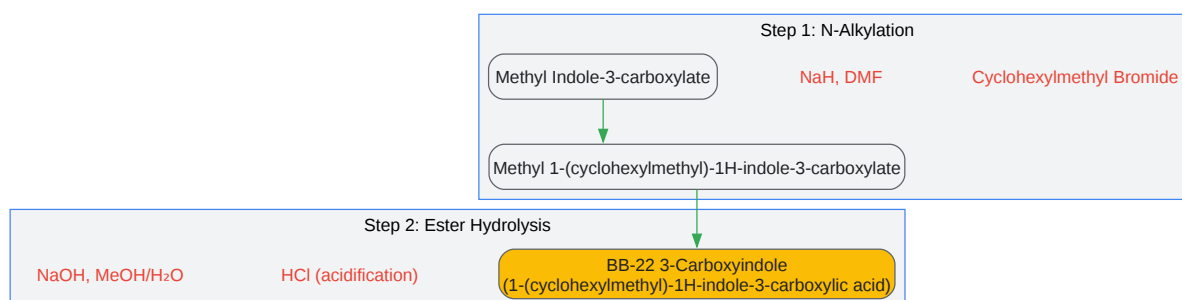 Step 1: N-Alkylation
Methyl Indole-3-carboxylate
NaH, DMF
Cyclohexylmethyl Bromide
Methyl 1-(cyclohexylmethyl)-1H-indole-3-carboxylate
Step 2: Ester Hydrolysis
NaOH, MeOH/H₂O
HCl (acidification)
BB-22 3-Carboxyindole
(1-(cyclohexylmethyl)-1H-indole-3-carboxylic acid)